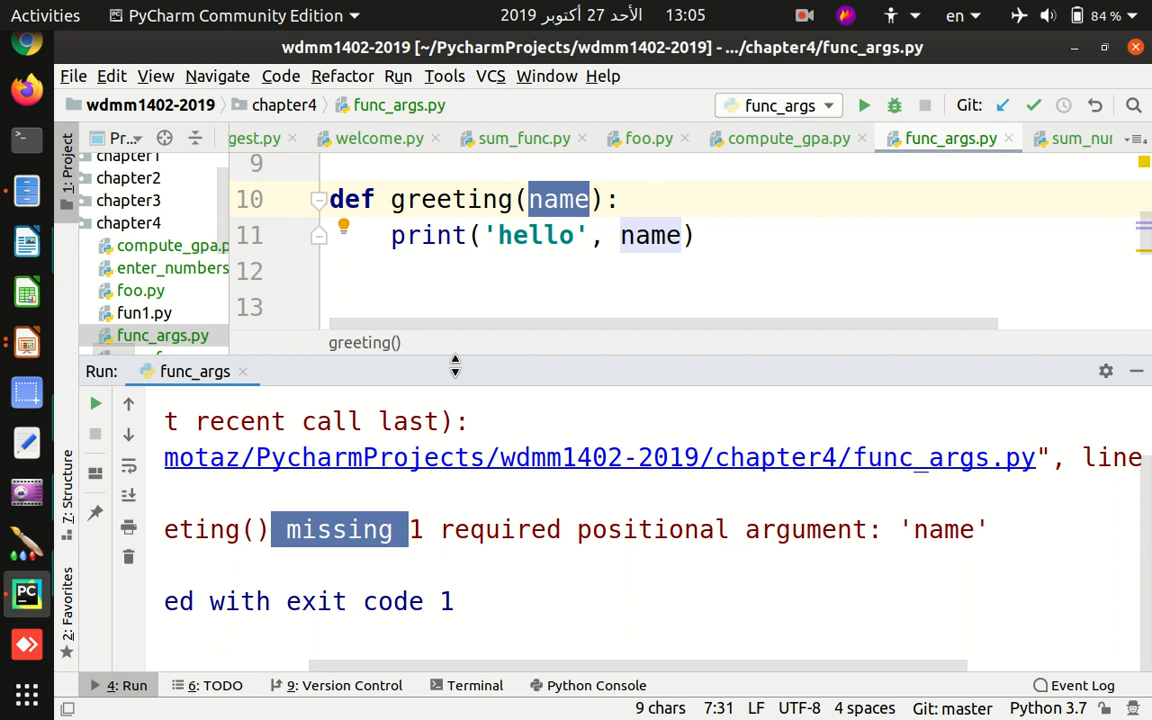 Activities PyCharm Community Edition الأحد 27 أكتوبر 2019 13:05 en 84 %
wdmm1402-2019 [~/PycharmProjects/wdmm1402-2019] - .../chapter4/func_args.py
File Edit View Navigate Code Refactor Run Tools VCS Window Help
wdmm1402-2019 chapter4 func_args.py func_args Git:
1: Project
Pr... gest.py welcome.py sum_func.py foo.py compute_gpa.py func_args.py sum_nur
chapter1
chapter2
chapter3
chapter4
compute_gpa.p
enter_numbers
foo.py
fun1.py
func_args.py
9
10 def greeting(name):
11 print('hello', name)
12
13
greeting()
Run: func_args
t recent call last):
motaz/PycharmProjects/wdmm1402-2019/chapter4/func_args.py", line
eting() missing 1 required positional argument: 'name'
ed with exit code 1
7: Structure
2: Favorites
PC
4: Run 6: TODO 9: Version Control Terminal Python Console Event Log
9 chars 7:31 LF UTF-8 4 spaces Git: master Python 3.7